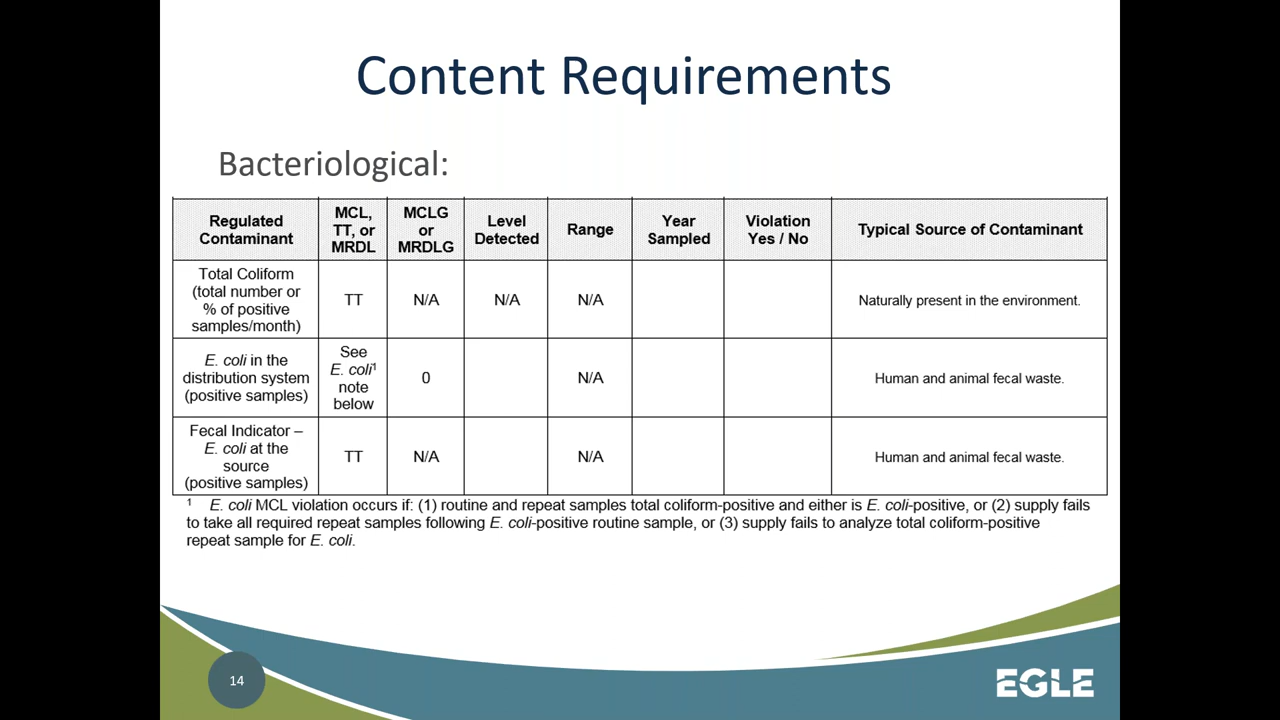 Content Requirements
Bacteriological:
Regulated
Contaminant
MCL,
TT, or
MRDL
MCLG
or
MRDLG
Level
Detected
Range
Year
Sampled
Violation
Yes / No
Typical Source of Contaminant
Total Coliform
(total number or
% of positive
samples/month)
TT
N/A
N/A
N/A
Naturally present in the environment.
E. coli in the
distribution system
(positive samples)
See
E. coli¹
note
below
0
N/A
Human and animal fecal waste.
Fecal Indicator –
E. coli at the
source
(positive samples)
TT
N/A
N/A
Human and animal fecal waste.
¹ E. coli MCL violation occurs if: (1) routine and repeat samples total coliform-positive and either is E. coli-positive, or (2) supply fails
to take all required repeat samples following E. coli-positive routine sample, or (3) supply fails to analyze total coliform-positive
repeat sample for E. coli.
14
EGLE